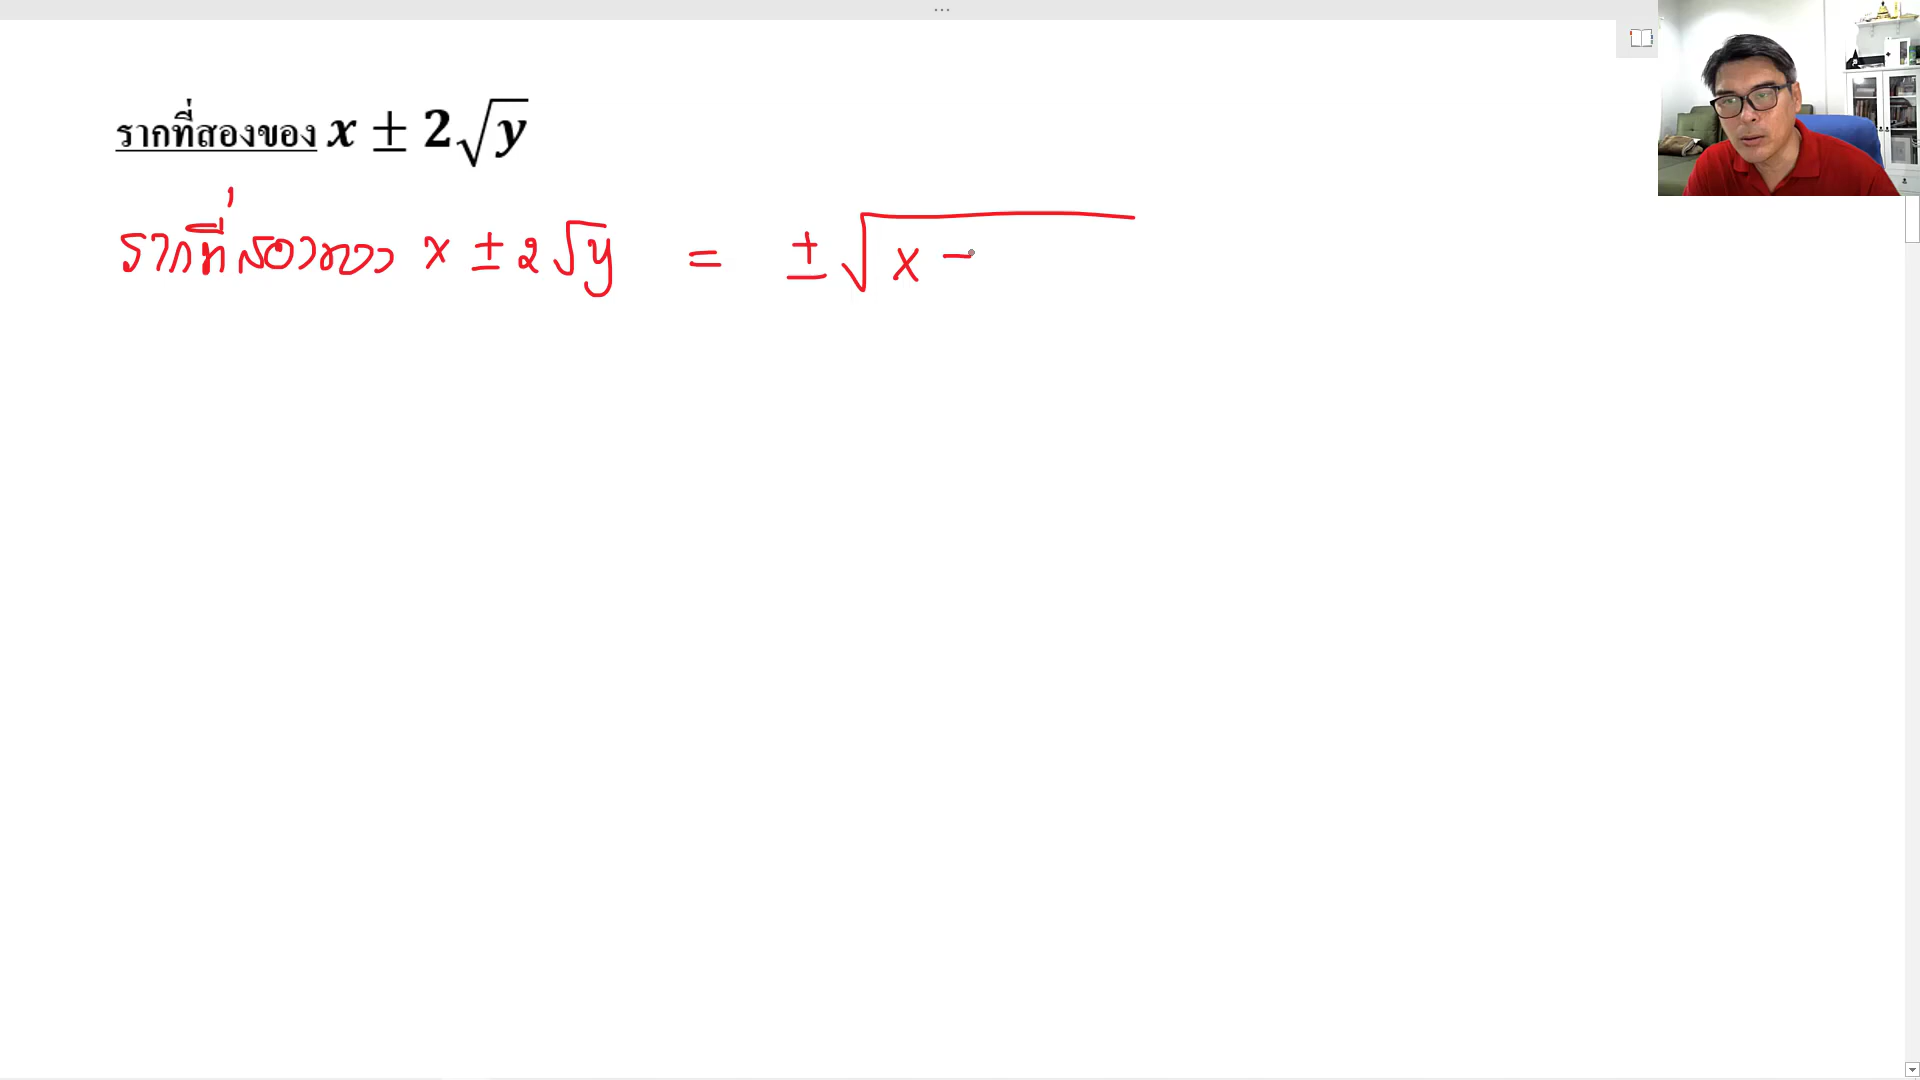 รากที่สองของ x ± 2√y
รากที่สองของ x ± 2√y = ± √x −